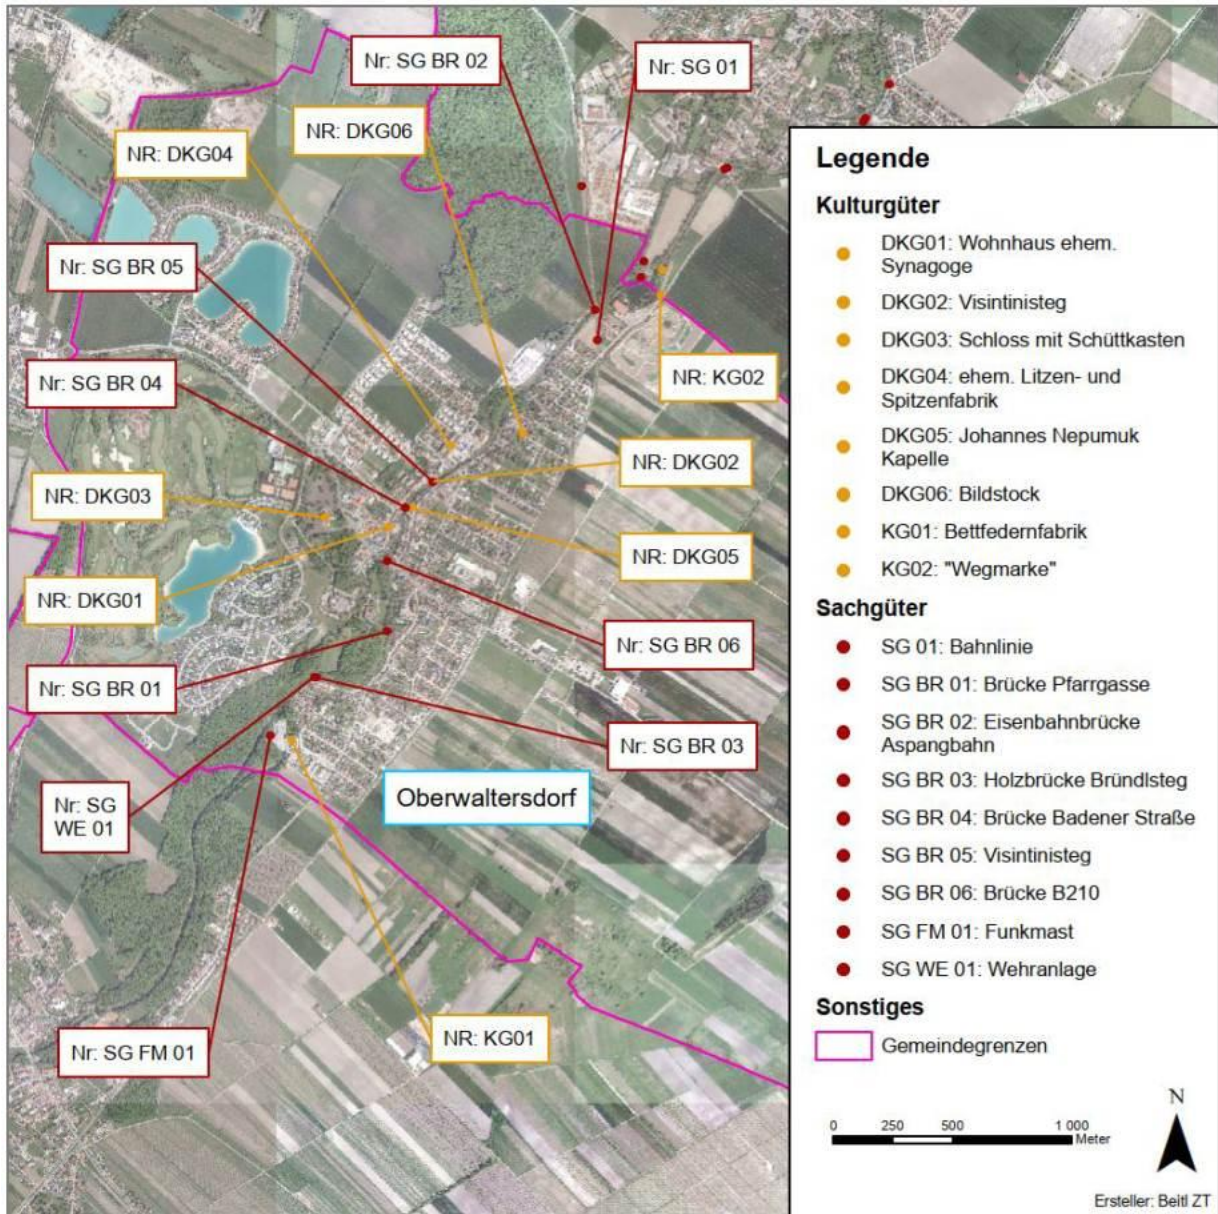 Nr: SG BR 02
Nr: SG 01
NR: DKG06
NR: DKG04
Nr: SG BR 05
Nr: SG BR 04
NR: KG02
NR: DKG02
NR: DKG03
NR: DKG05
NR: DKG01
Nr: SG BR 06
Nr: SG BR 01
Nr: SG BR 03
Nr: SG
WE 01
Oberwaltersdorf
Nr: SG FM 01
NR: KG01
Legende
Kulturgüter
DKG01: Wohnhaus ehem.
Synagoge
DKG02: Visintinisteg
DKG03: Schloss mit Schüttkasten
DKG04: ehem. Litzen- und
Spitzenfabrik
DKG05: Johannes Nepumuk
Kapelle
DKG06: Bildstock
KG01: Bettfedernfabrik
KG02: "Wegmarke"
Sachgüter
SG 01: Bahnlinie
SG BR 01: Brücke Pfarrgasse
SG BR 02: Eisenbahnbrücke
Aspangbahn
SG BR 03: Holzbrücke Bründlsteg
SG BR 04: Brücke Badener Straße
SG BR 05: Visintinisteg
SG BR 06: Brücke B210
SG FM 01: Funkmast
SG WE 01: Wehranlage
Sonstiges
Gemeindegrenzen
N
0 250 500 1 000
Meter
Ersteller: Beitl ZT